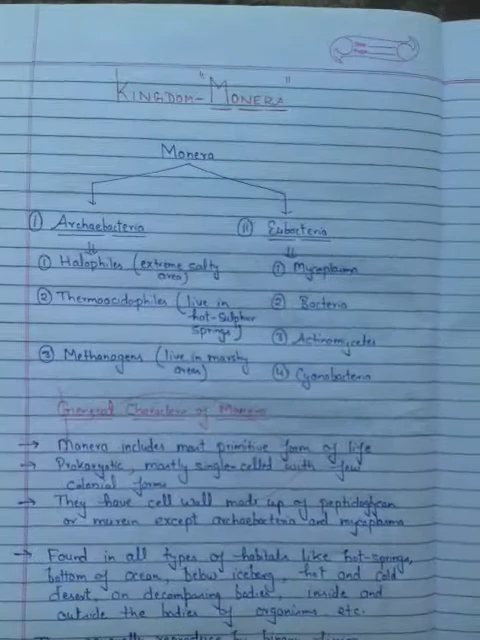 KINGDOM - "MONERA"
Monera
① Archaebacteria
⑪ Eubacteria
① Halophiles (extreme salty area)
① Mycoplasma
② Thermoacidophiles (live in hot-sulphur springs)
② Bacteria
③ Actinomycetes
③ Methanogens (live in marshy area)
④ Cyanobacteria
General Characters of Monera
→ Monera includes most primitive form of life
→ Prokaryotic, mostly single-celled with few
colonial forms
→ They have cell wall made up of peptidoglycan
or murein except archaebacteria and mycoplasma
→ Found in all types of habitats like hot-springs,
bottom of ocean, below iceberg, hot and cold
desert, on decomposing bodies, inside and
outside the bodies of organisms, etc.